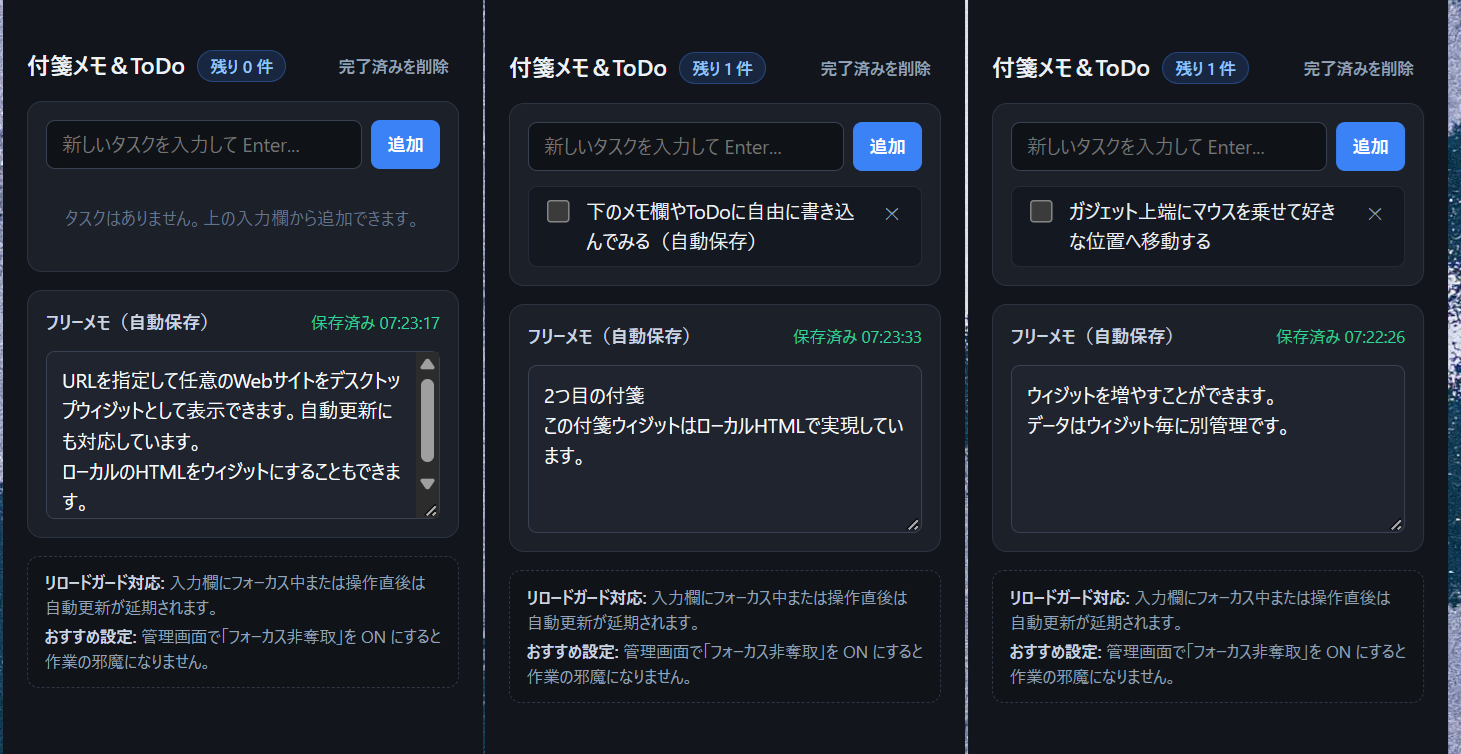 付箋メモ＆ToDo 残り 0 件 完了済みを削除
新しいタスクを入力して Enter... 追加
タスクはありません。上の入力欄から追加できます。
フリーメモ（自動保存） 保存済み 07:23:17
URLを指定して任意のWebサイトをデスクトッ
プウィジットとして表示できます。自動更新に
も対応しています。
ローカルのHTMLをウィジットにすることもできま
す。
リロードガード対応: 入力欄にフォーカス中または操作直後は
自動更新が延期されます。
おすすめ設定: 管理画面で「フォーカス非奪取」を ON にすると
作業の邪魔になりません。
付箋メモ＆ToDo 残り 1 件 完了済みを削除
新しいタスクを入力して Enter... 追加
下のメモ欄やToDoに自由に書き込
んでみる（自動保存）
フリーメモ（自動保存） 保存済み 07:23:33
2つ目の付箋
この付箋ウィジットはローカルHTMLで実現してい
ます。
リロードガード対応: 入力欄にフォーカス中または操作直後は
自動更新が延期されます。
おすすめ設定: 管理画面で「フォーカス非奪取」を ON にすると
作業の邪魔になりません。
付箋メモ＆ToDo 残り 1 件 完了済みを削除
新しいタスクを入力して Enter... 追加
ガジェット上端にマウスを乗せて好き
な位置へ移動する
フリーメモ（自動保存） 保存済み 07:22:26
ウィジットを増やすことができます。
データはウィジット毎に別管理です。
リロードガード対応: 入力欄にフォーカス中または操作直後は
自動更新が延期されます。
おすすめ設定: 管理画面で「フォーカス非奪取」を ON にすると
作業の邪魔になりません。